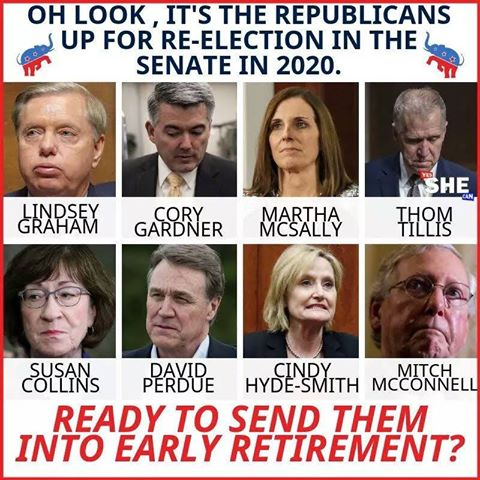 OH LOOK , IT'S THE REPUBLICANS
UP FOR RE-ELECTION IN THE
SENATE IN 2020.
YES
SHE
CAN
LINDSEY
GRAHAM
CORY
GARDNER
MARTHA
MCSALLY
THOM
TILLIS
SUSAN
COLLINS
DAVID
PERDUE
CINDY
HYDE-SMITH
MITCH
MCCONNELL
READY TO SEND THEM
INTO EARLY RETIREMENT?